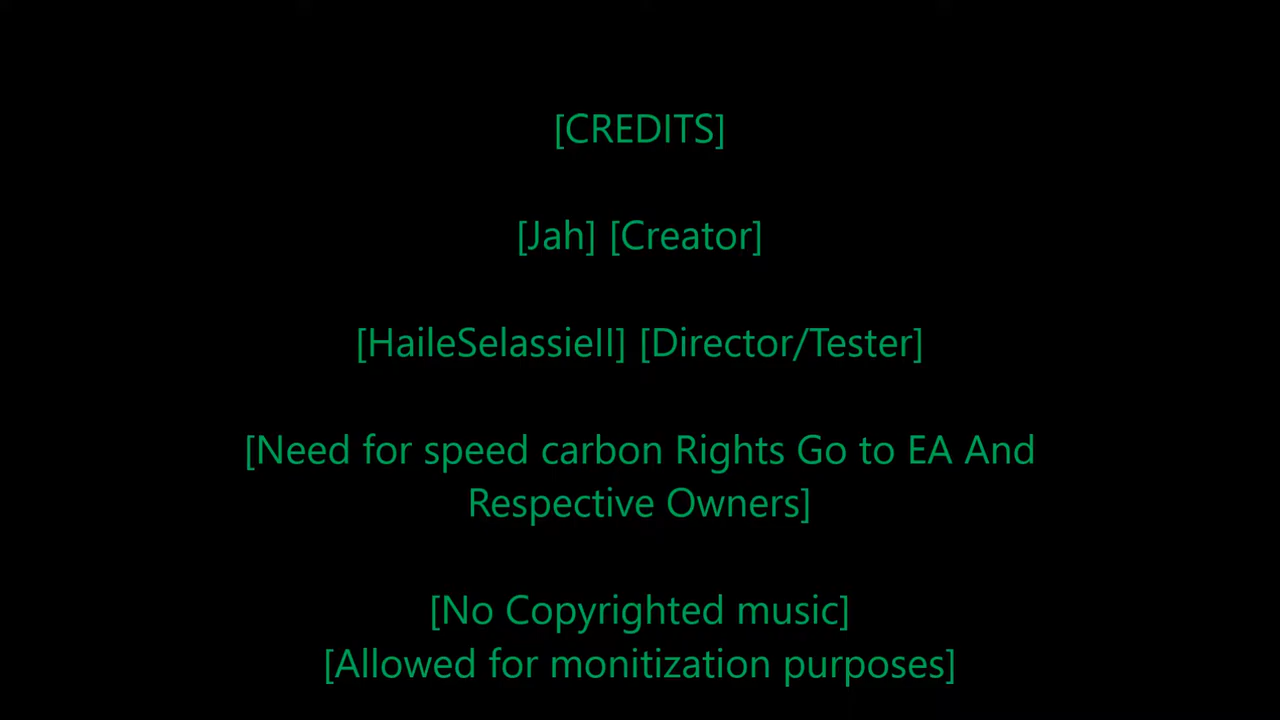 [CREDITS]
[Jah] [Creator]
[HaileSelassieII] [Director/Tester]
[Need for speed carbon Rights Go to EA And
Respective Owners]
[No Copyrighted music]
[Allowed for monitization purposes]